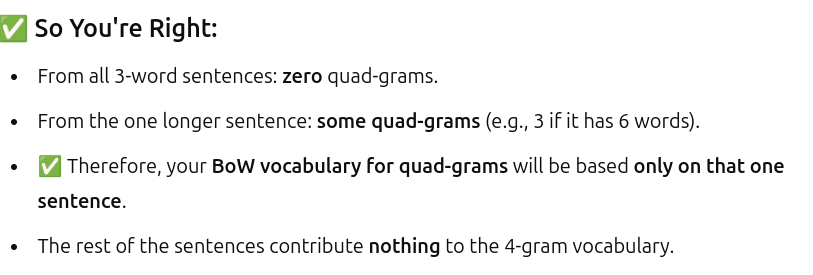 ✅ So You're Right:
• From all 3-word sentences: zero quad-grams.
• From the one longer sentence: some quad-grams (e.g., 3 if it has 6 words).
• ✅ Therefore, your BoW vocabulary for quad-grams will be based only on that one
sentence.
• The rest of the sentences contribute nothing to the 4-gram vocabulary.